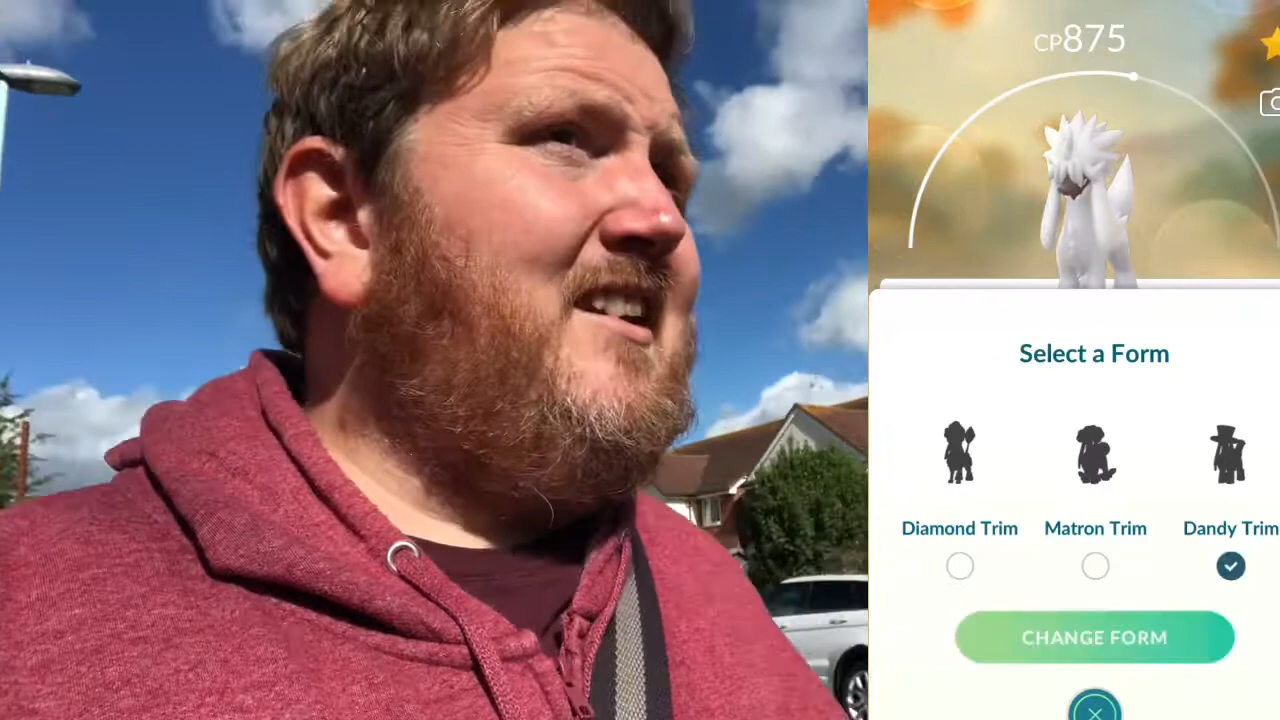 CP875
Select a Form
Diamond Trim
Matron Trim
Dandy Trim
CHANGE FORM